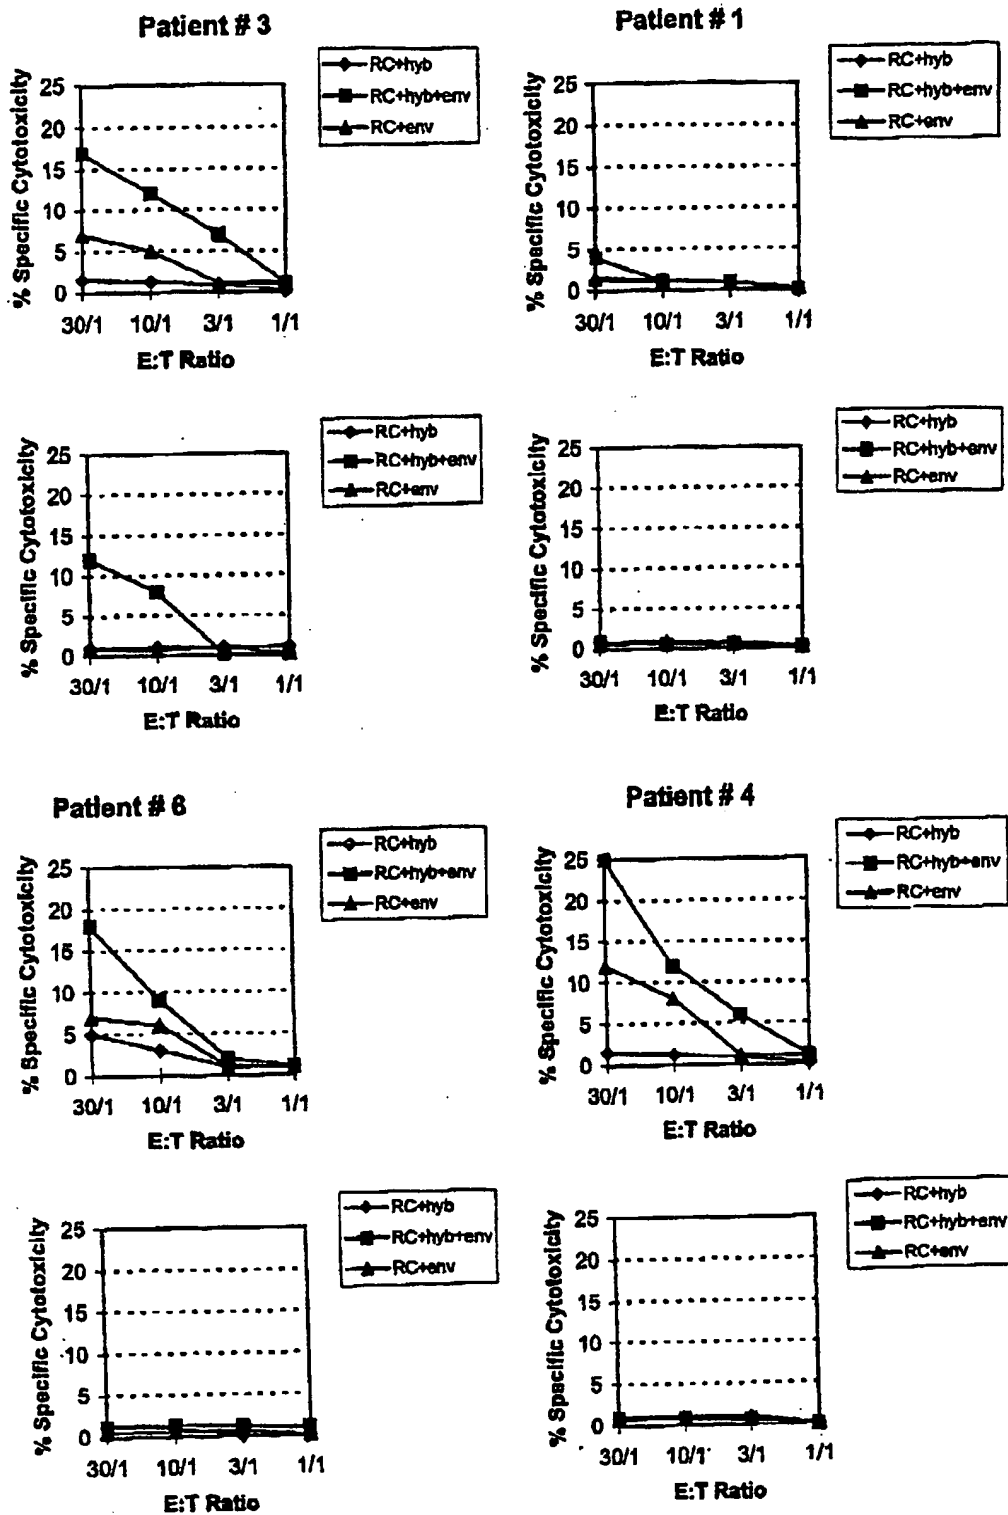 Patient # 3
RC+hyb
RC+hyb+env
RC+env
% Specific Cytotoxicity
25
20
15
10
5
0
30/1 10/1 3/1 1/1
E:T Ratio
Patient # 1
RC+hyb
RC+hyb+env
RC+env
% Specific Cytotoxicity
25
20
15
10
5
0
30/1 10/1 3/1 1/1
E:T Ratio
RC+hyb
RC+hyb+env
RC+env
% Specific Cytotoxicity
25
20
15
10
5
0
30/1 10/1 3/1 1/1
E:T Ratio
RC+hyb
RC+hyb+env
RC+env
% Specific Cytotoxicity
25
20
15
10
5
0
30/1 10/1 3/1 1/1
E:T Ratio
Patient # 6
RC+hyb
RC+hyb+env
RC+env
% Specific Cytotoxicity
25
20
15
10
5
0
30/1 10/1 3/1 1/1
E:T Ratio
Patient # 4
RC+hyb
RC+hyb+env
RC+env
% Specific Cytotoxicity
25
20
15
10
5
0
30/1 10/1 3/1 1/1
E:T Ratio
RC+hyb
RC+hyb+env
RC+env
% Specific Cytotoxicity
25
20
15
10
5
0
30/1 10/1 3/1 1/1
E:T Ratio
RC+hyb
RC+hyb+env
RC+env
% Specific Cytotoxicity
25
20
15
10
5
0
30/1 10/1 3/1 1/1
E:T Ratio